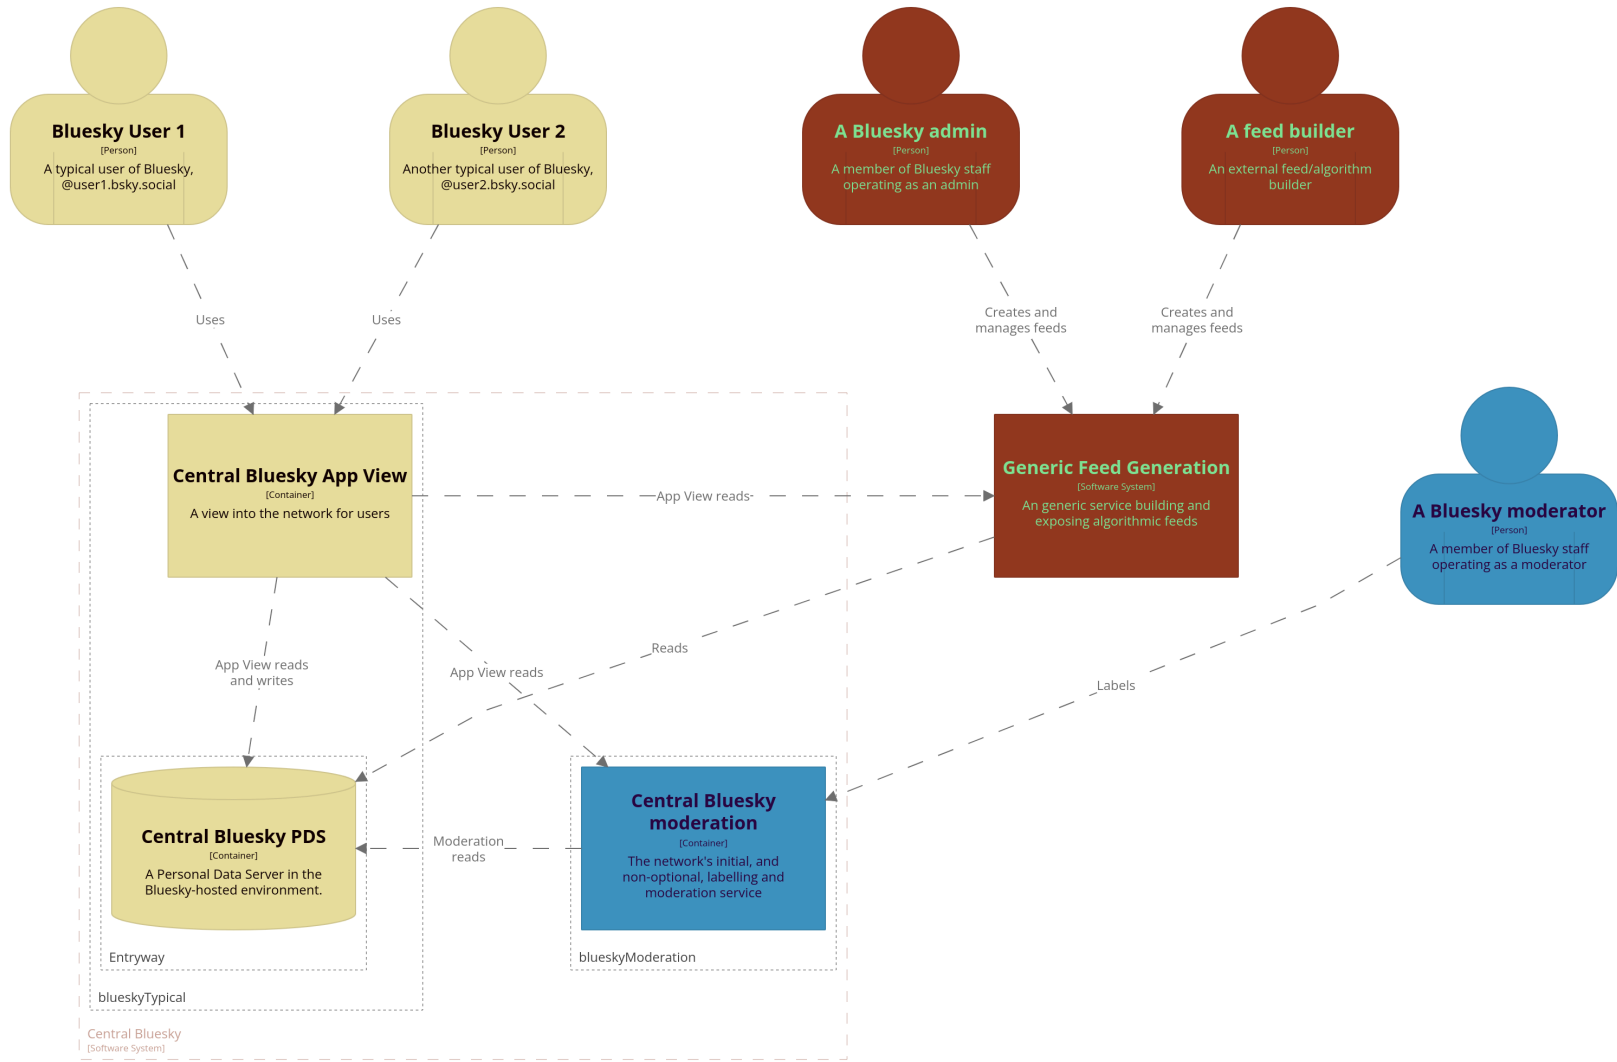 Bluesky User 1
[Person]
A typical user of Bluesky,
@user1.bsky.social
Bluesky User 2
[Person]
Another typical user of Bluesky,
@user2.bsky.social
A Bluesky admin
[Person]
A member of Bluesky staff
operating as an admin
A feed builder
[Person]
An external feed/algorithm
builder
Uses
Uses
Creates and
manages feeds
Creates and
manages feeds
Central Bluesky App View
[Container]
A view into the network for users
App View reads
Generic Feed Generation
[Software System]
An generic service building and
exposing algorithmic feeds
A Bluesky moderator
[Person]
A member of Bluesky staff
operating as a moderator
App View reads
and writes
App View reads
Reads
Labels
Central Bluesky PDS
[Container]
A Personal Data Server in the
Bluesky-hosted environment.
Moderation
reads
Central Bluesky
moderation
[Container]
The network's initial, and
non-optional, labelling and
moderation service
Entryway
blueskyModeration
blueskyTypical
Central Bluesky
[Software System]